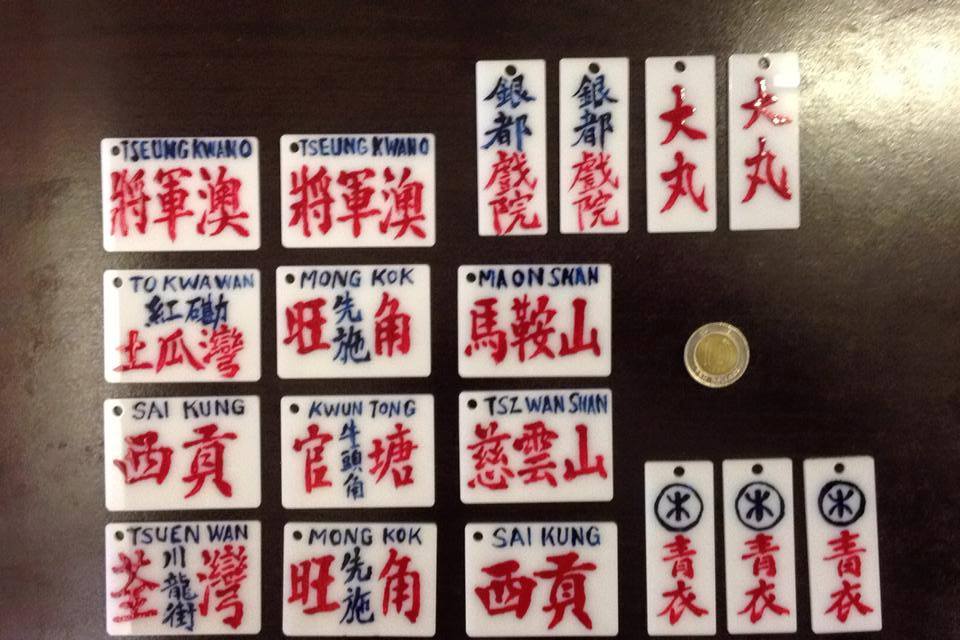 銀都戲院
銀都戲院
大丸
大丸
TSEUNG KWAN O
將軍澳
TSEUNG KWAN O
將軍澳
TO KWA WAN
紅磡
土瓜灣
MONG KOK
旺先施角
MA ON SHAN
馬鞍山
SAI KUNG
西貢
KWUN TONG
官牛頭角塘
TSZ WAN SHAN
慈雲山
TSUEN WAN
荃川龍街灣
MONG KOK
旺先施角
SAI KUNG
西貢
青衣
青衣
青衣